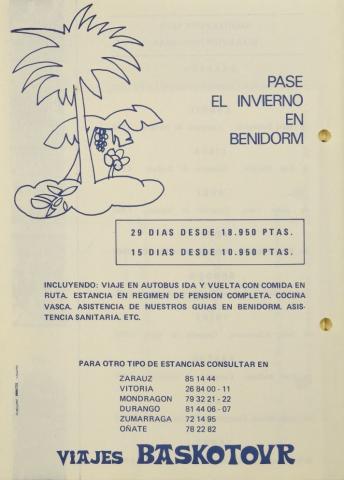 PASE
EL INVIERNO
EN
BENIDORM
29 DIAS DESDE 18.950 PTAS.
15 DIAS DESDE 10.950 PTAS.
INCLUYENDO: VIAJE EN AUTOBUS IDA Y VUELTA CON COMIDA EN
RUTA. ESTANCIA EN REGIMEN DE PENSION COMPLETA. COCINA
VASCA. ASISTENCIA DE NUESTROS GUIAS EN BENIDORM. ASIS-
TENCIA SANITARIA. ETC.
PARA OTRO TIPO DE ESTANCIAS CONSULTAR EN
ZARAUZ 85 14 44
VITORIA 26 84 00 - 11
MONDRAGON 79 32 21 - 22
DURANGO 81 44 06 - 07
ZUMARRAGA 72 14 95
OÑATE 78 22 82
VIAJES BASKOTOUR